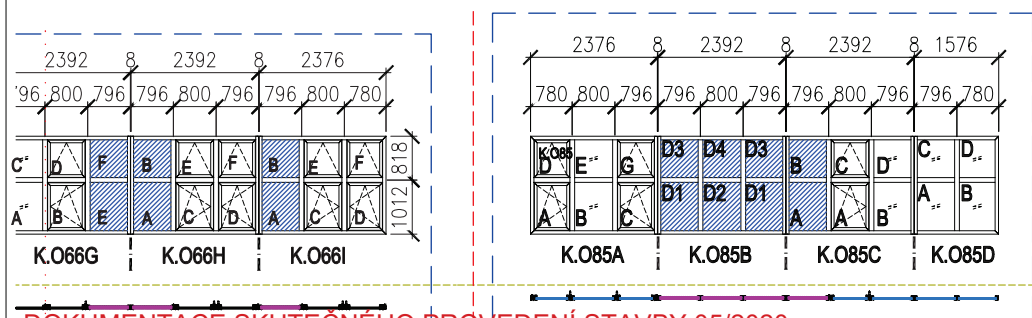 2392 8 2392 8 2376
796 800 796 796 800 796 796 800 780
C D F B E F B E F
A B E A C D A C D
818
1012
K.O66G K.O66H K.O66I
2376 8 2392 8 2392 8 1576
780 800 796 796 800 796 796 800 796 796 780
K.O85
D E G D3 D4 D3 B C D C D
A B C D1 D2 D1 A A B A B
K.O85A K.O85B K.O85C K.O85D